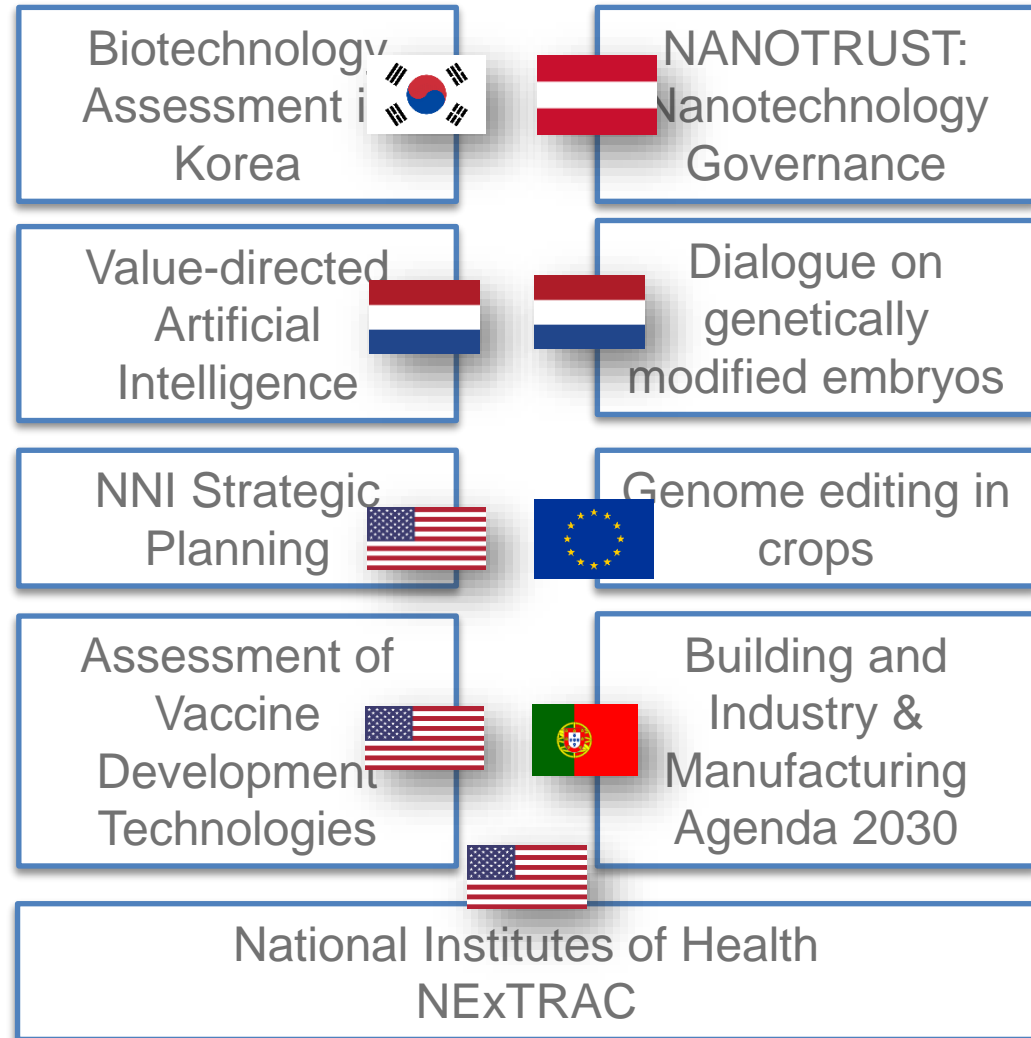 Biotechnology
Assessment i
Korea
NANOTRUST:
Nanotechnology
Governance
Value-directed
Artificial
Intelligence
Dialogue on
genetically
modified embryos
NNI Strategic
Planning
Genome editing in
crops
Assessment of
Vaccine
Development
Technologies
Building and
Industry &
Manufacturing
Agenda 2030
National Institutes of Health
NExTRAC